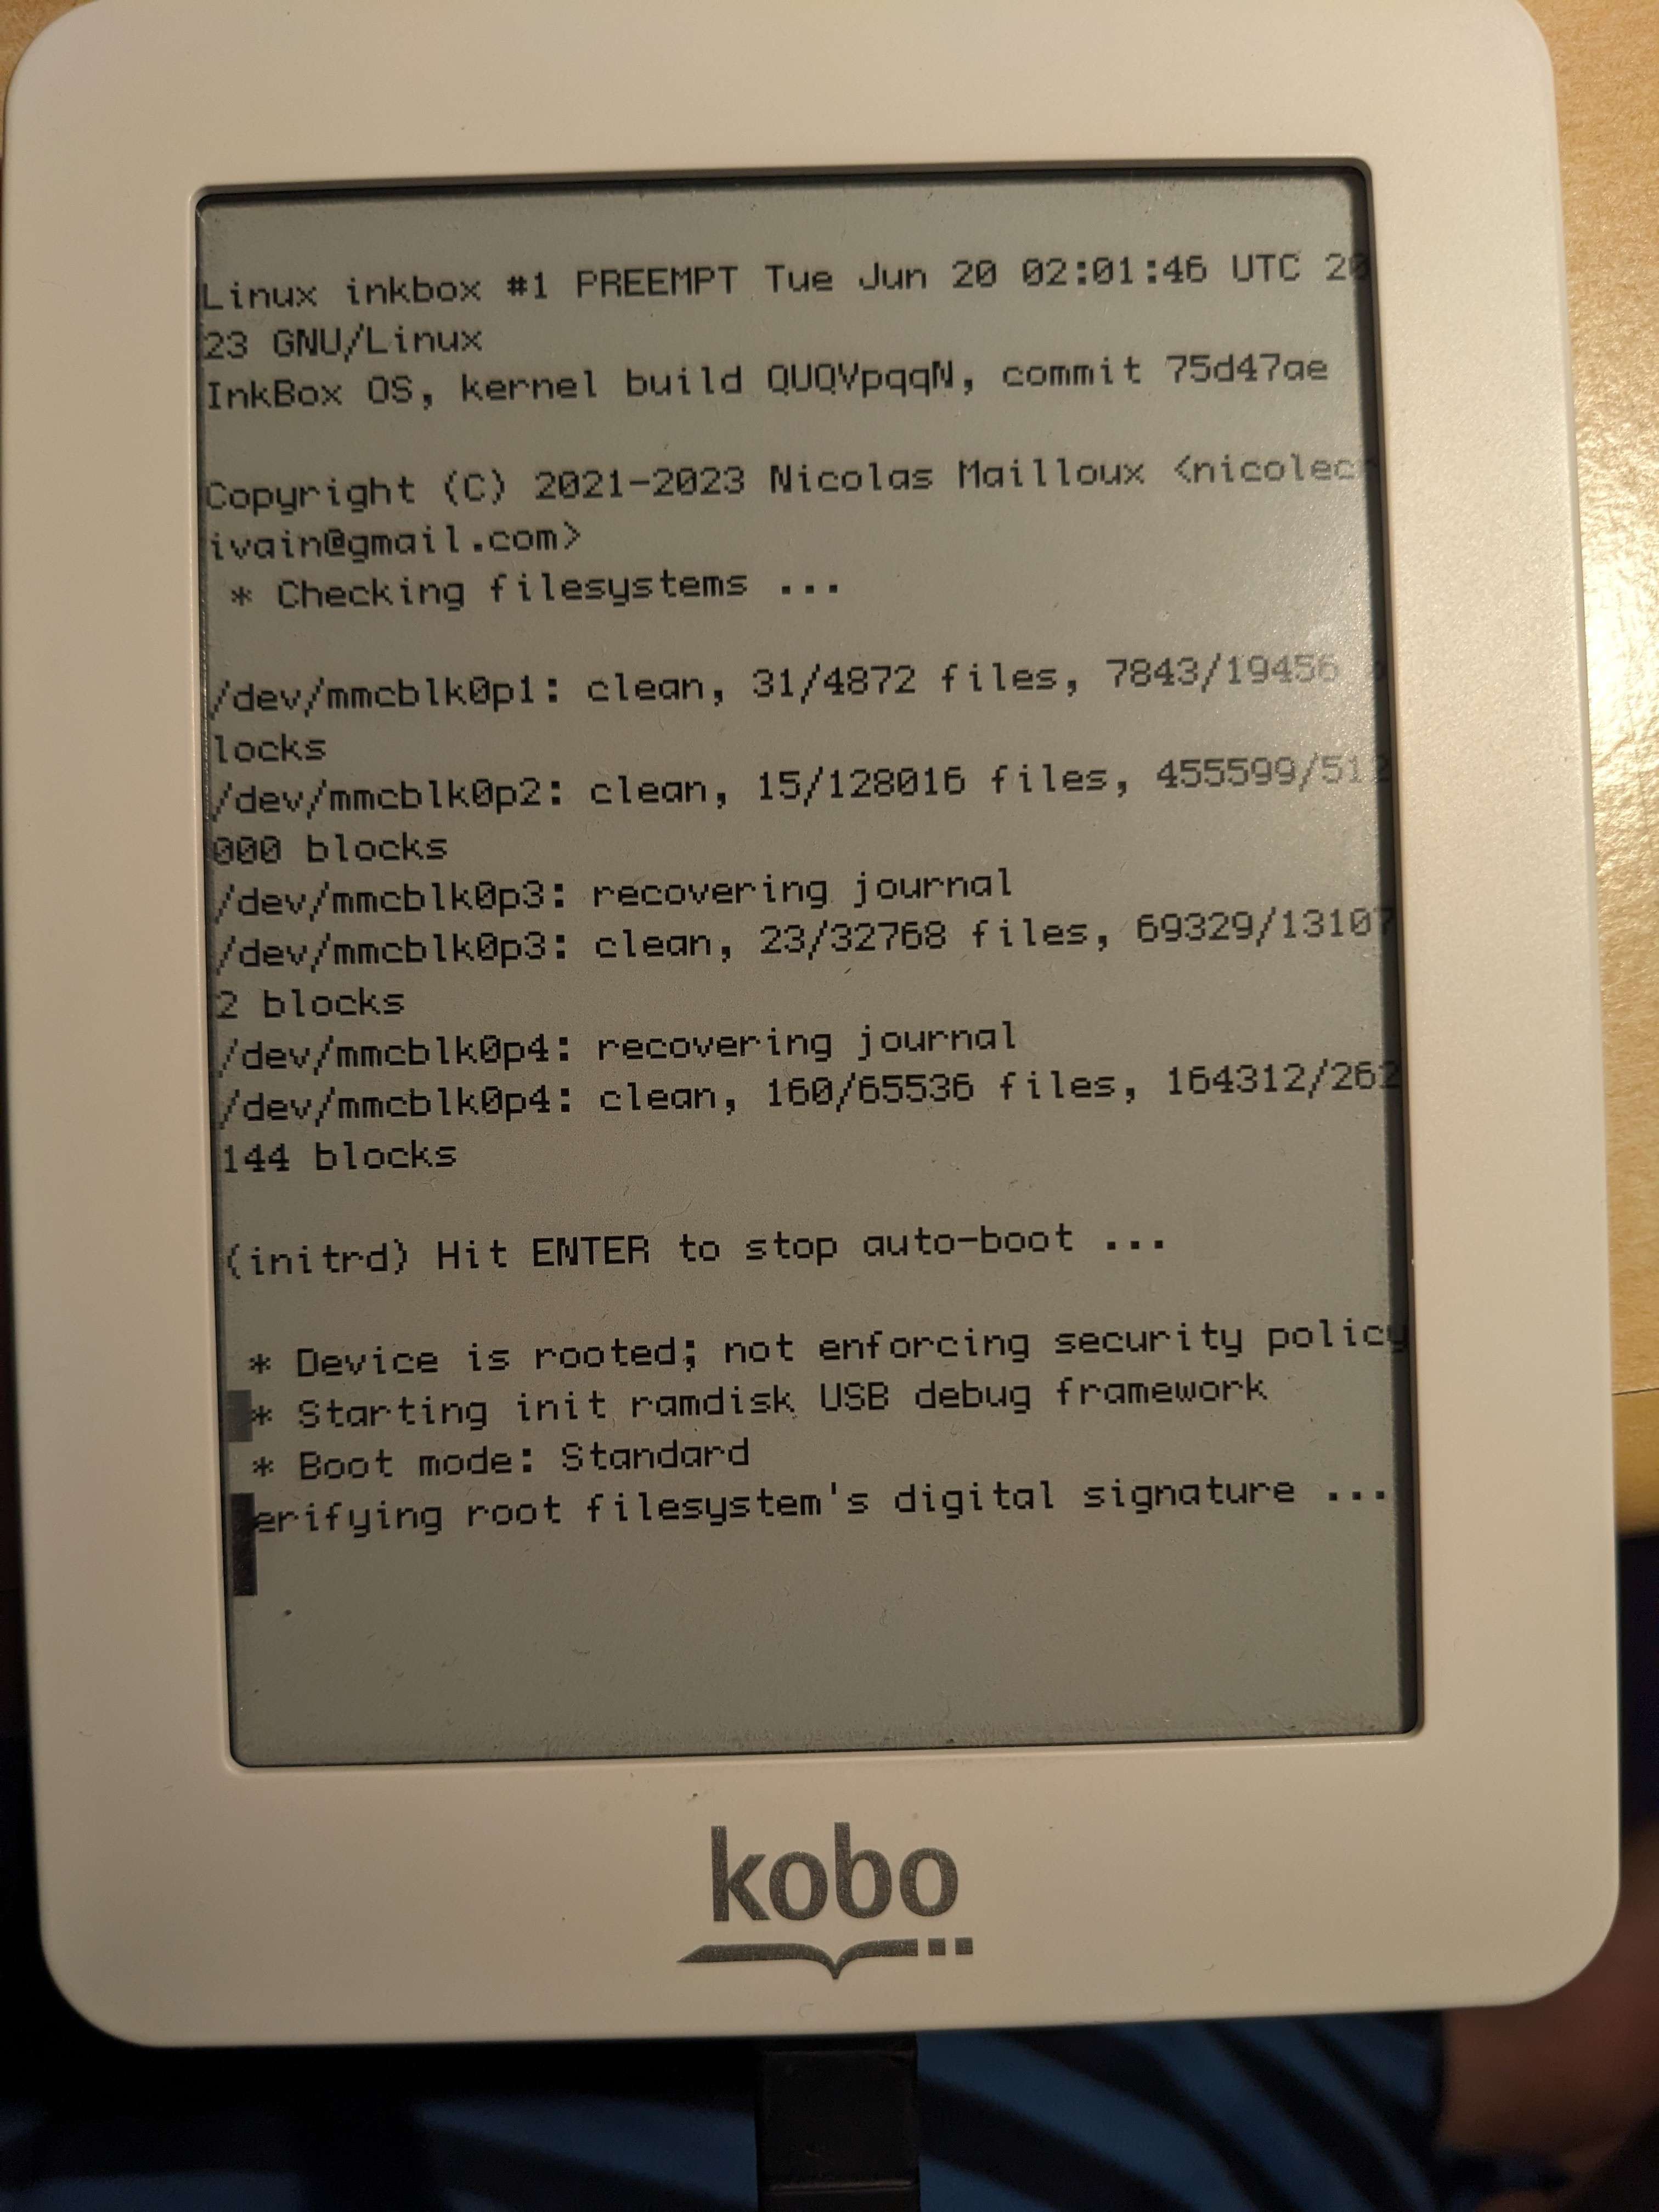 Linux inkbox #1 PREEMPT Tue Jun 20 02:01:46 UTC 20
23 GNU/Linux
InkBox OS, kernel build QUQVpqqN, commit 75d47ae
Copyright (C) 2021-2023 Nicolas Mailloux <nicolecr
ivain@gmail.com>
* Checking filesystems ...
/dev/mmcblk0p1: clean, 31/4872 files, 7843/19456 b
locks
/dev/mmcblk0p2: clean, 15/128016 files, 455599/512
000 blocks
/dev/mmcblk0p3: recovering journal
/dev/mmcblk0p3: clean, 23/32768 files, 69329/13107
2 blocks
/dev/mmcblk0p4: recovering journal
/dev/mmcblk0p4: clean, 160/65536 files, 164312/262
144 blocks
(initrd) Hit ENTER to stop auto-boot ...
* Device is rooted; not enforcing security policy
* Starting init ramdisk USB debug framework
* Boot mode: Standard
erifying root filesystem's digital signature ...
kobo